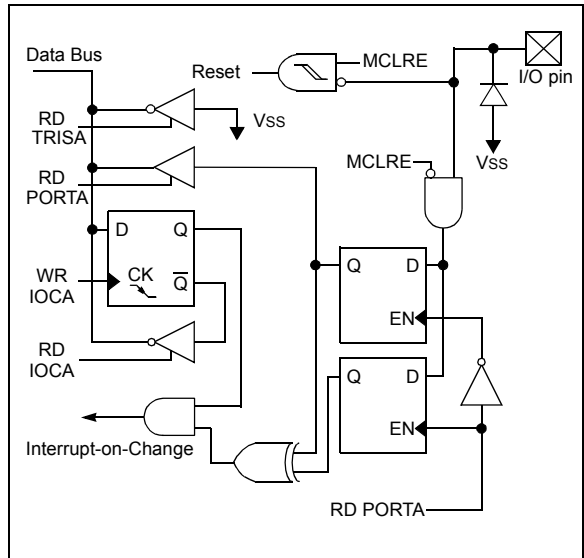 Data Bus
Reset
MCLRE
I/O pin
RD
TRISA
VSS
VSS
RD
PORTA
MCLRE
D
Q
Q
D
WR
IOCA
CK
Q
EN
RD
IOCA
Q
D
EN
Interrupt-on-Change
RD PORTA